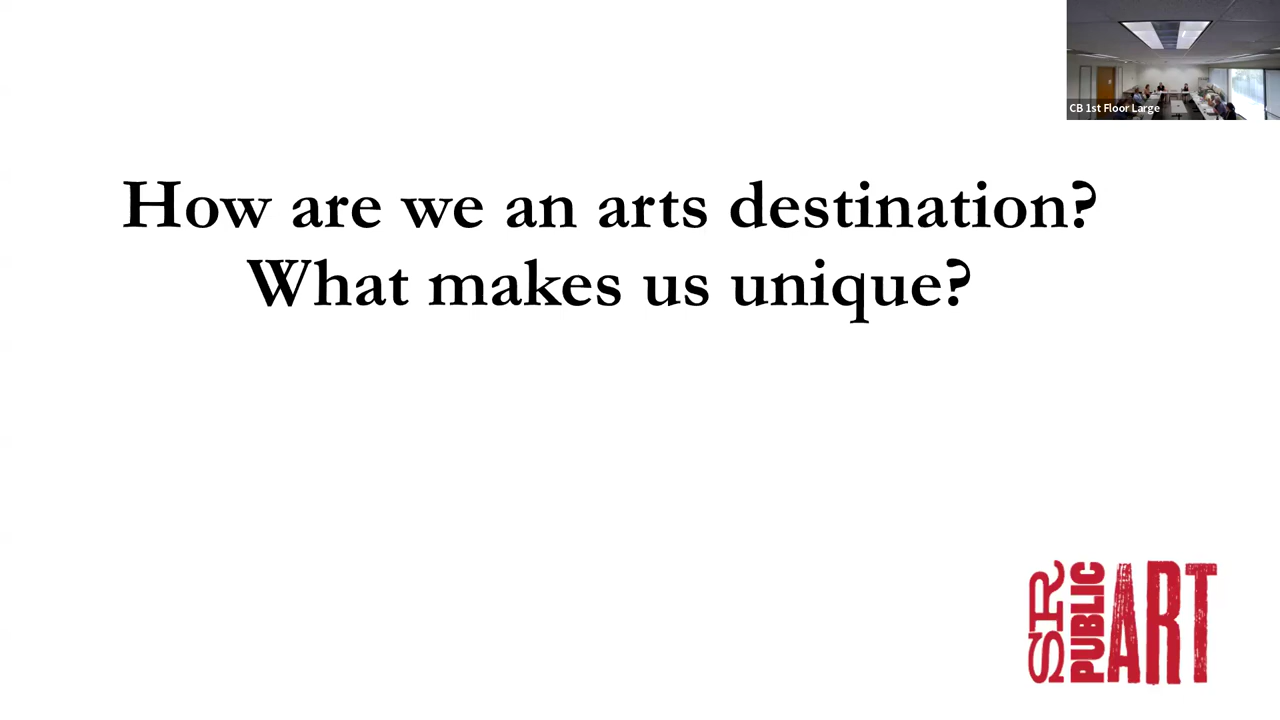 CB 1st Floor Large
How are we an arts destination?
What makes us unique?
SR
PUBLIC
ART